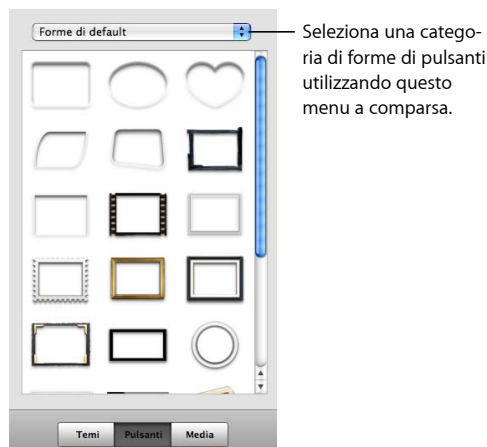 Forme di default
Seleziona una catego-
ria di forme di pulsanti
utilizzando questo
menu a comparsa.
Temi Pulsanti Media